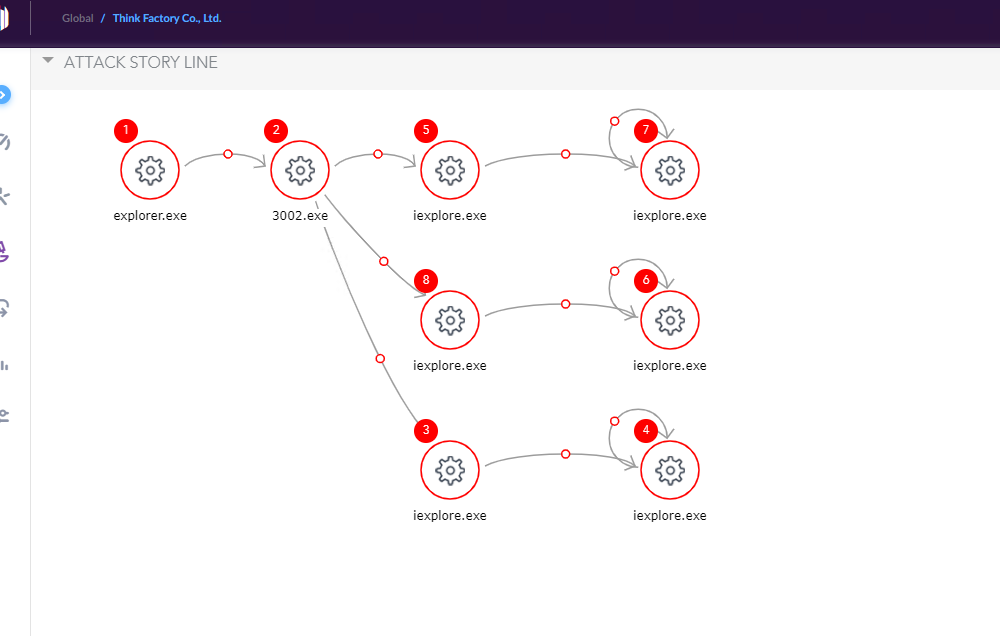 Global / Think Factory Co., Ltd.
ATTACK STORY LINE
1
2
5
7
explorer.exe
3002.exe
iexplore.exe
iexplore.exe
8
6
iexplore.exe
iexplore.exe
3
4
iexplore.exe
iexplore.exe